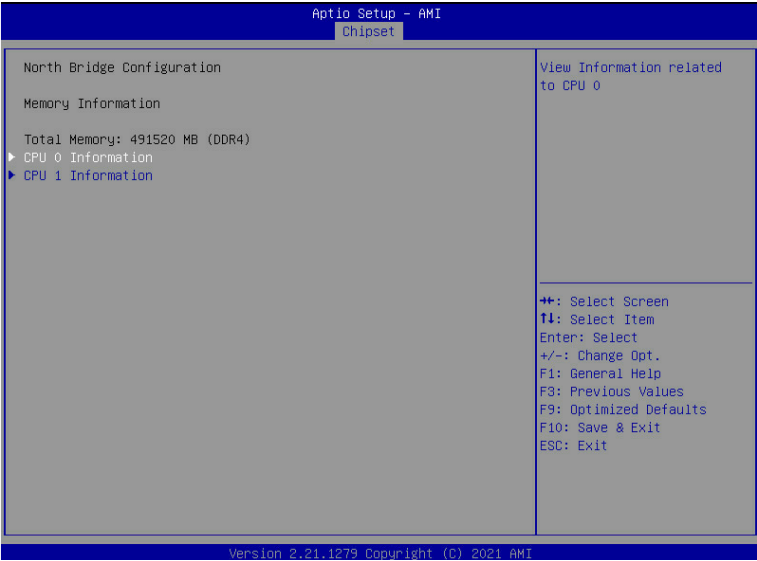 Aptio Setup – AMI
Chipset
North Bridge Configuration
Memory Information
Total Memory: 491520 MB (DDR4)
CPU 0 Information
CPU 1 Information
View Information related
to CPU 0
→←: Select Screen
↑↓: Select Item
Enter: Select
+/-: Change Opt.
F1: General Help
F3: Previous Values
F9: Optimized Defaults
F10: Save & Exit
ESC: Exit
Version 2.21.1279 Copyright (C) 2021 AMI